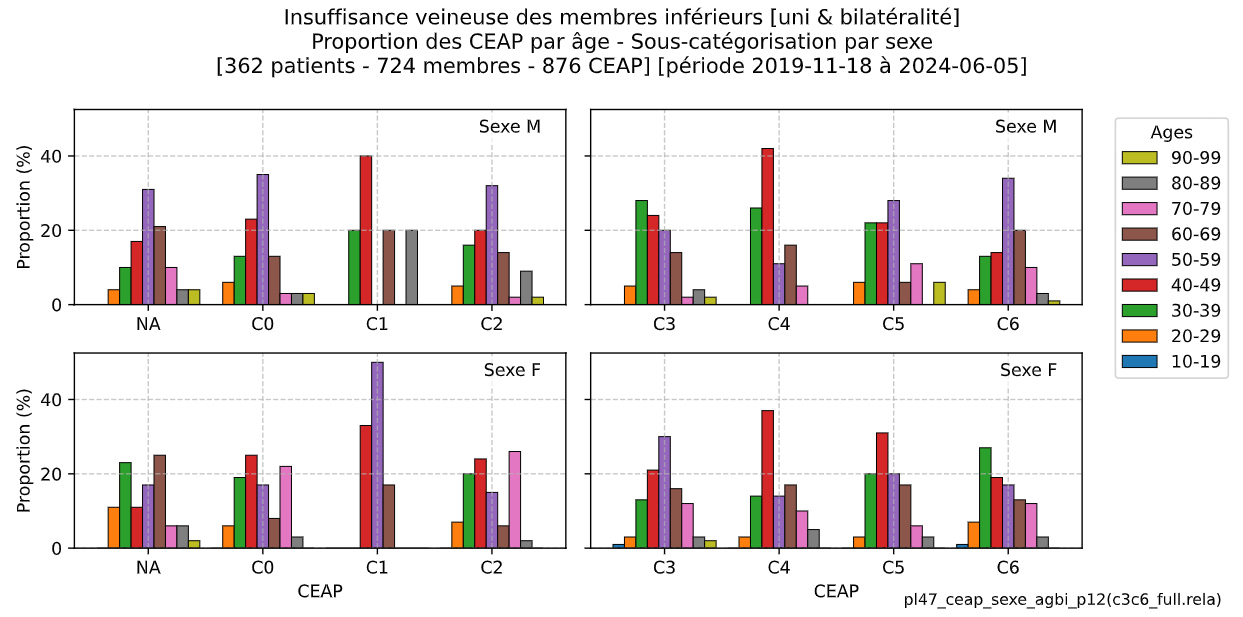 Insuffisance veineuse des membres inférieurs [uni & bilatéralité]
Proportion des CEAP par âge - Sous-catégorisation par sexe
[362 patients - 724 membres - 876 CEAP] [période 2019-11-18 à 2024-06-05]
Sexe M
Proportion (%)
40
20
0
NA C0 C1 C2
Sexe M
C3 C4 C5 C6
Ages
90-99
80-89
70-79
60-69
50-59
40-49
30-39
20-29
10-19
Sexe F
Proportion (%)
40
20
0
NA C0 C1 C2
CEAP
Sexe F
C3 C4 C5 C6
CEAP
pl47_ceap_sexe_agbi_p12(c3c6_full.rela)